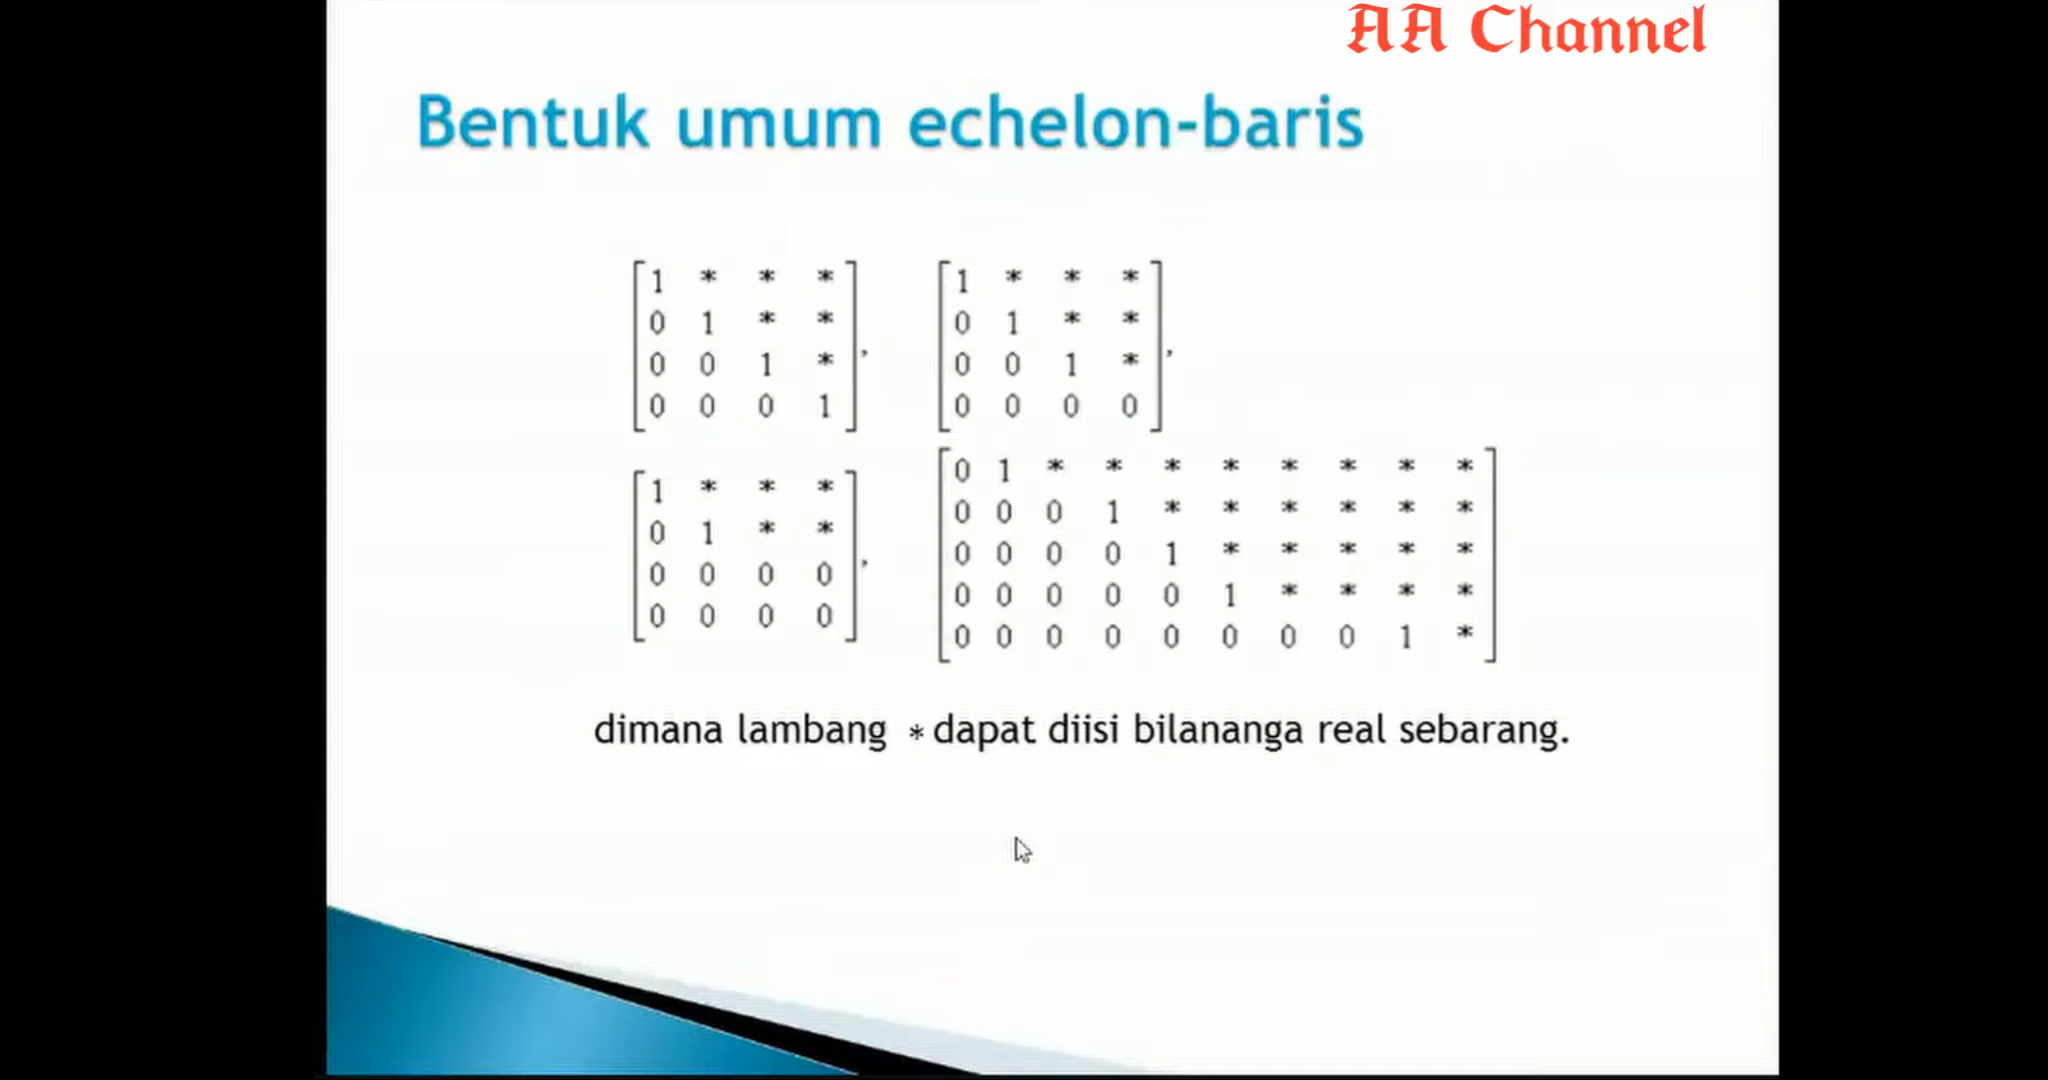 AA Channel
Bentuk umum echelon-baris
1 * * *
0 1 * *
0 0 1 *
0 0 0 1
,
1 * * *
0 1 * *
0 0 1 *
0 0 0 0
,
1 * * *
0 1 * *
0 0 0 0
0 0 0 0
,
0 1 * * * * * * * *
0 0 0 1 * * * * * *
0 0 0 0 1 * * * * *
0 0 0 0 0 1 * * * *
0 0 0 0 0 0 0 0 1 *
dimana lambang * dapat diisi bilananga real sebarang.